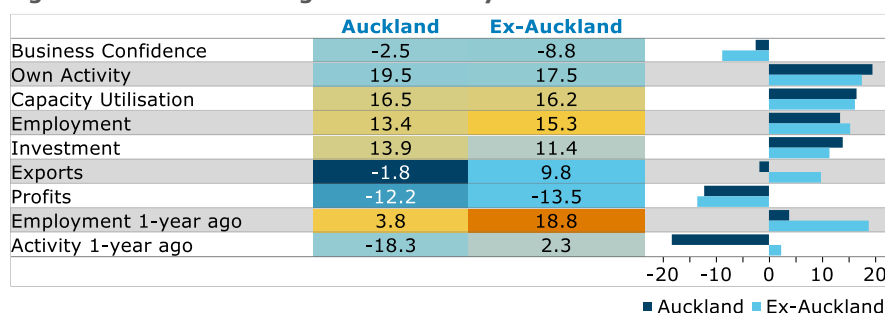 Auckland Ex-Auckland
Business Confidence -2.5 -8.8
Own Activity 19.5 17.5
Capacity Utilisation 16.5 16.2
Employment 13.4 15.3
Investment 13.9 11.4
Exports -1.8 9.8
Profits -12.2 -13.5
Employment 1-year ago 3.8 18.8
Activity 1-year ago -18.3 2.3
-20 -10 0 10 20
Auckland Ex-Auckland